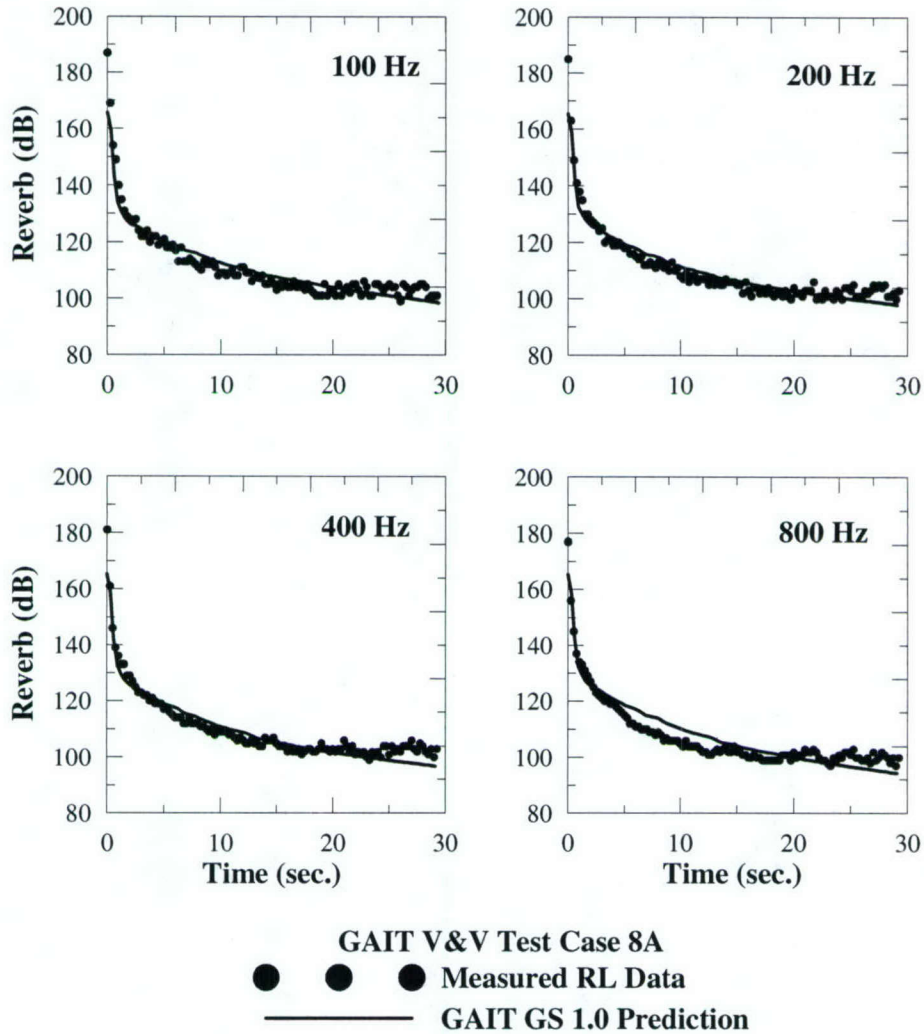 200
180
160
140
120
100
80
Reverb (dB)
100 Hz
0 10 20 30
200
180
160
140
120
100
80
200 Hz
0 10 20 30
200
180
160
140
120
100
80
Reverb (dB)
400 Hz
0 10 20 30
Time (sec.)
200
180
160
140
120
100
80
800 Hz
0 10 20 30
Time (sec.)
GAIT V&V Test Case 8A
Measured RL Data
GAIT GS 1.0 Prediction